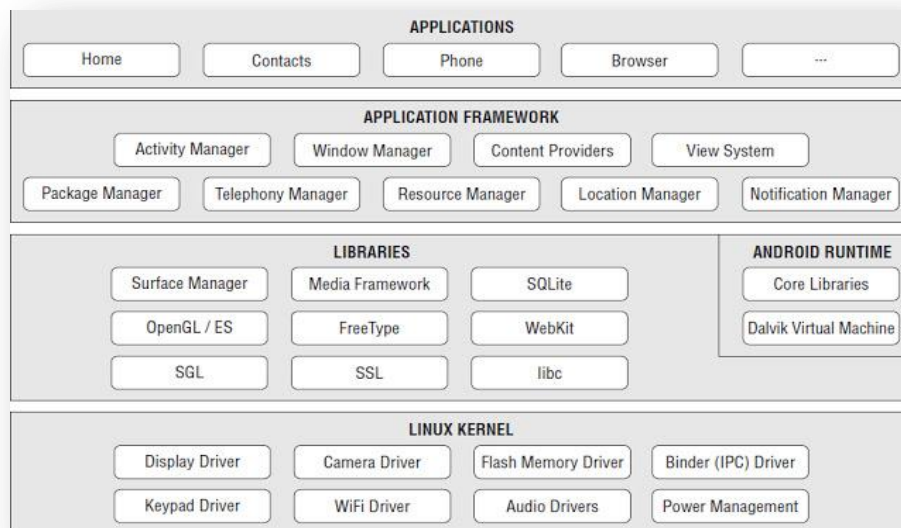 APPLICATIONS
Home Contacts Phone Browser ---
APPLICATION FRAMEWORK
Activity Manager Window Manager Content Providers View System
Package Manager Telephony Manager Resource Manager Location Manager Notification Manager
LIBRARIES ANDROID RUNTIME
Surface Manager Media Framework SQLite Core Libraries
OpenGL / ES FreeType WebKit Dalvik Virtual Machine
SGL SSL libc
LINUX KERNEL
Display Driver Camera Driver Flash Memory Driver Binder (IPC) Driver
Keypad Driver WiFi Driver Audio Drivers Power Management